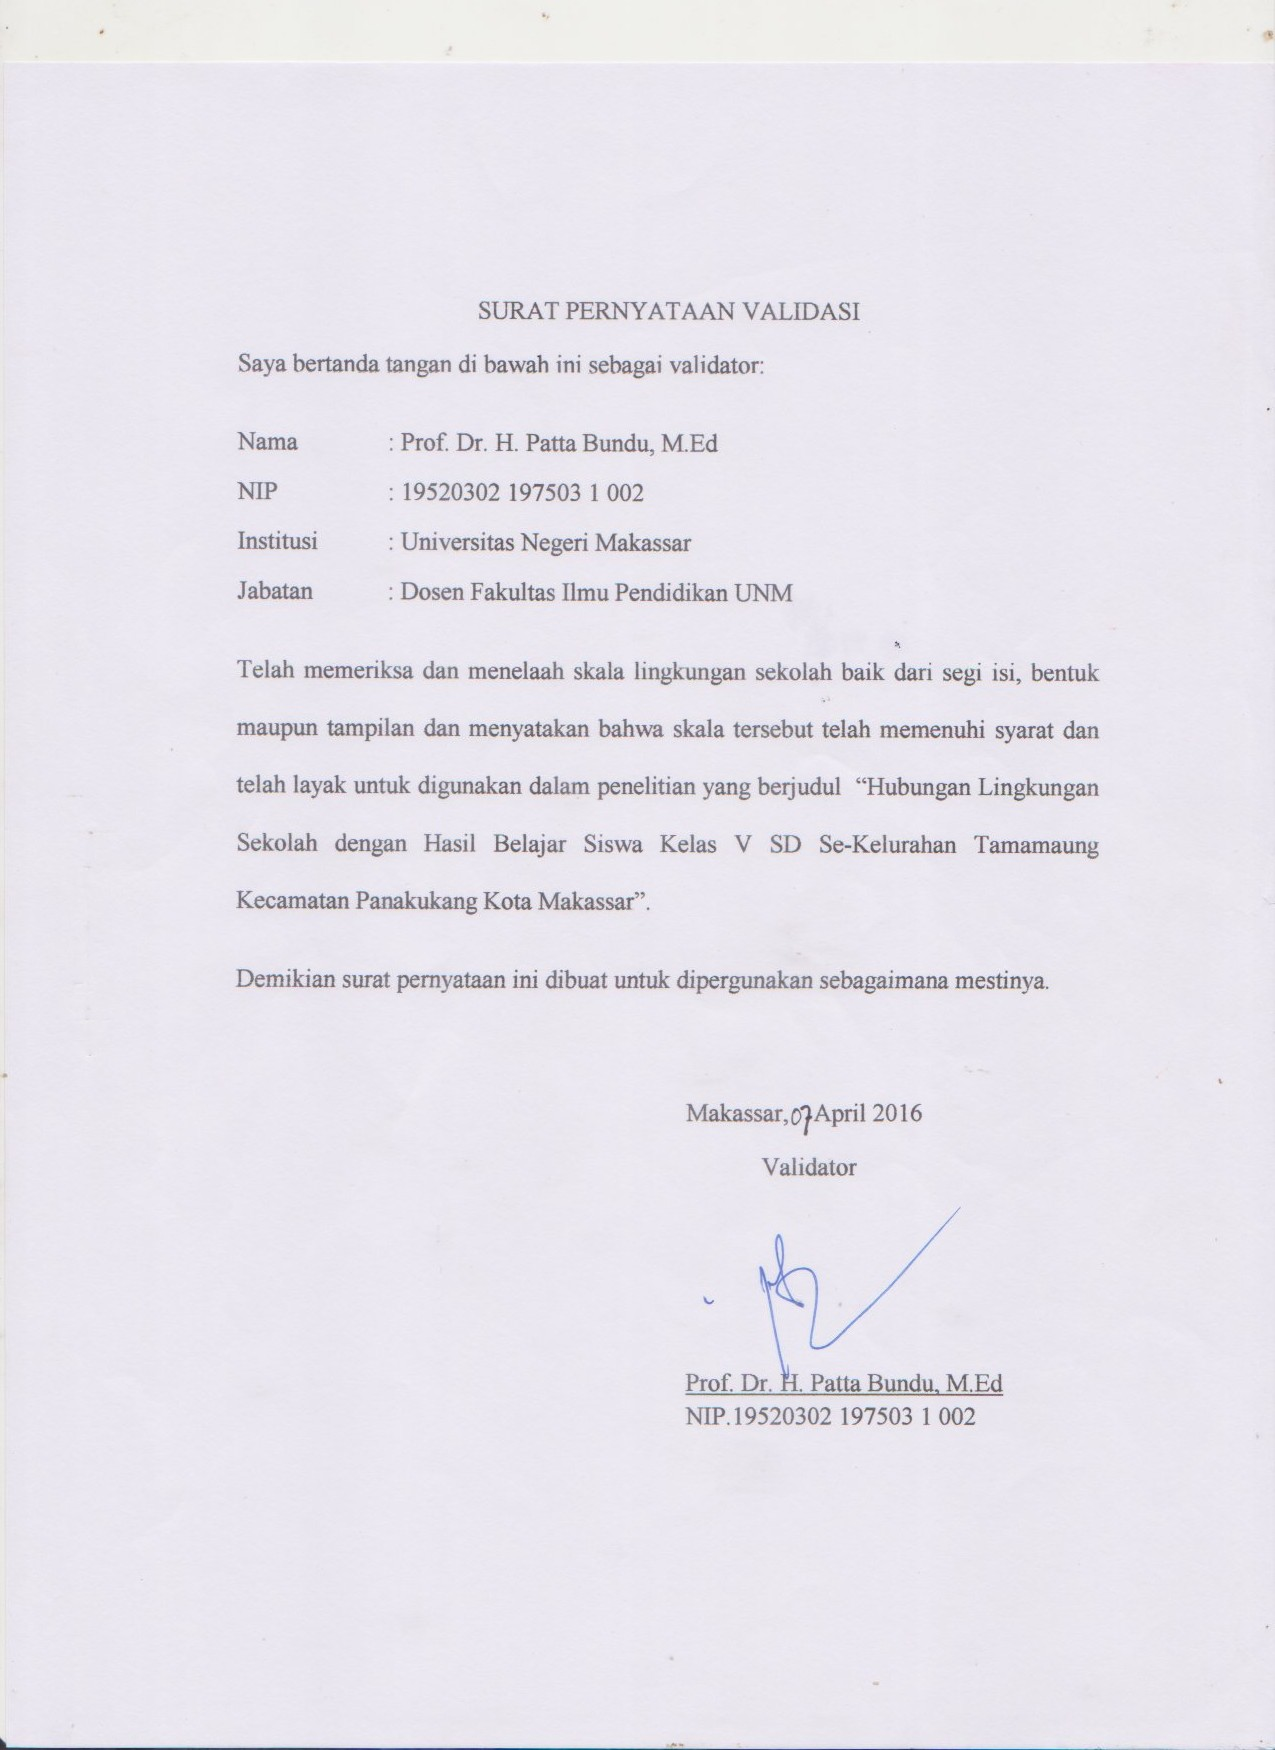 SURAT PERNYATAAN VALIDASI
Saya bertanda tangan di bawah ini sebagai validator:
Nama : Prof. Dr. H. Patta Bundu, M.Ed
NIP : 19520302 197503 1 002
Institusi : Universitas Negeri Makassar
Jabatan : Dosen Fakultas Ilmu Pendidikan UNM
Telah memeriksa dan menelaah skala lingkungan sekolah baik dari segi isi, bentuk
maupun tampilan dan menyatakan bahwa skala tersebut telah memenuhi syarat dan
telah layak untuk digunakan dalam penelitian yang berjudul “Hubungan Lingkungan
Sekolah dengan Hasil Belajar Siswa Kelas V SD Se-Kelurahan Tamamaung
Kecamatan Panakukang Kota Makassar”.
Demikian surat pernyataan ini dibuat untuk dipergunakan sebagaimana mestinya.
Makassar, 07 April 2016
Validator
Prof. Dr. H. Patta Bundu, M.Ed
NIP.19520302 197503 1 002